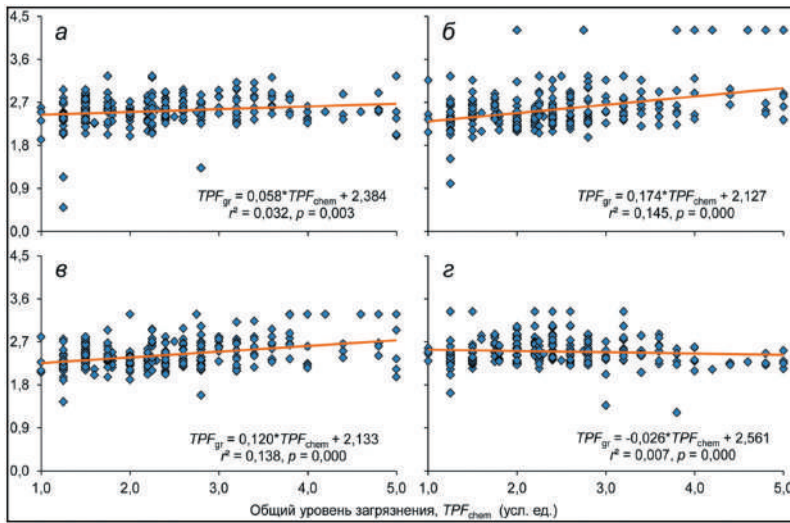 а
б
4,5
3,6
2,7
1,8
0,9
0,0
TPFgr = 0,058*TPFchem + 2,384
r² = 0,032, p = 0,003
TPFgr = 0,174*TPFchem + 2,127
r² = 0,145, p = 0,000
в
г
4,5
3,6
2,7
1,8
0,9
0,0
TPFgr = 0,120*TPFchem + 2,133
r² = 0,138, p = 0,000
TPFgr = -0,026*TPFchem + 2,561
r² = 0,007, p = 0,000
1,0 2,0 3,0 4,0 5,0 1,0 2,0 3,0 4,0 5,0
Общий уровень загрязнения, TPFchem (усл. ед.)